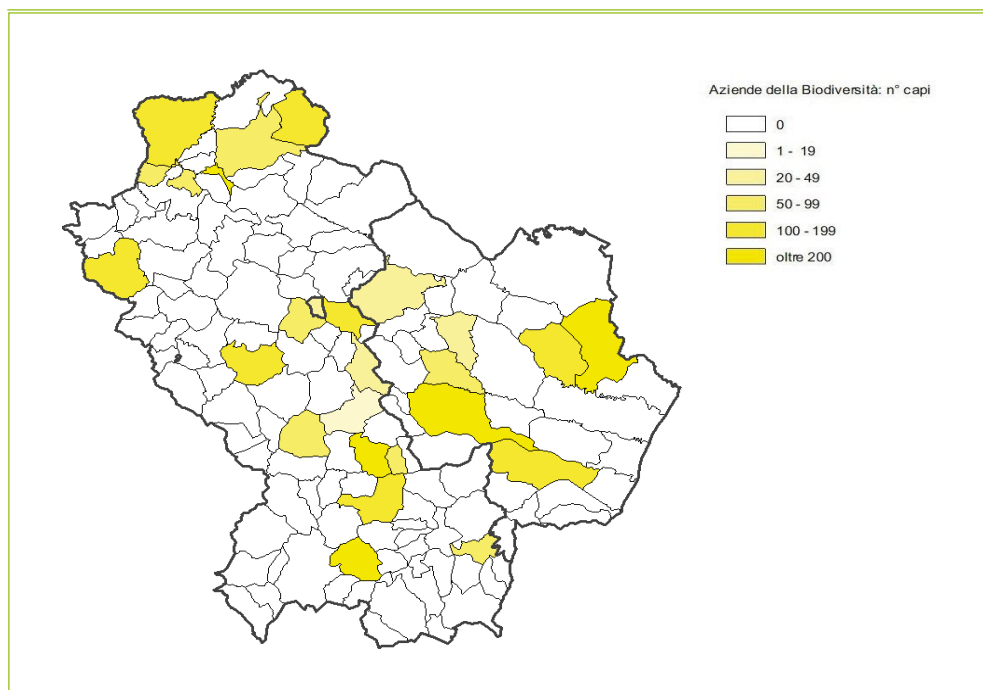 Aziende della Biodiversità: n° capi
0
1 - 19
20 - 49
50 - 99
100 - 199
oltre 200